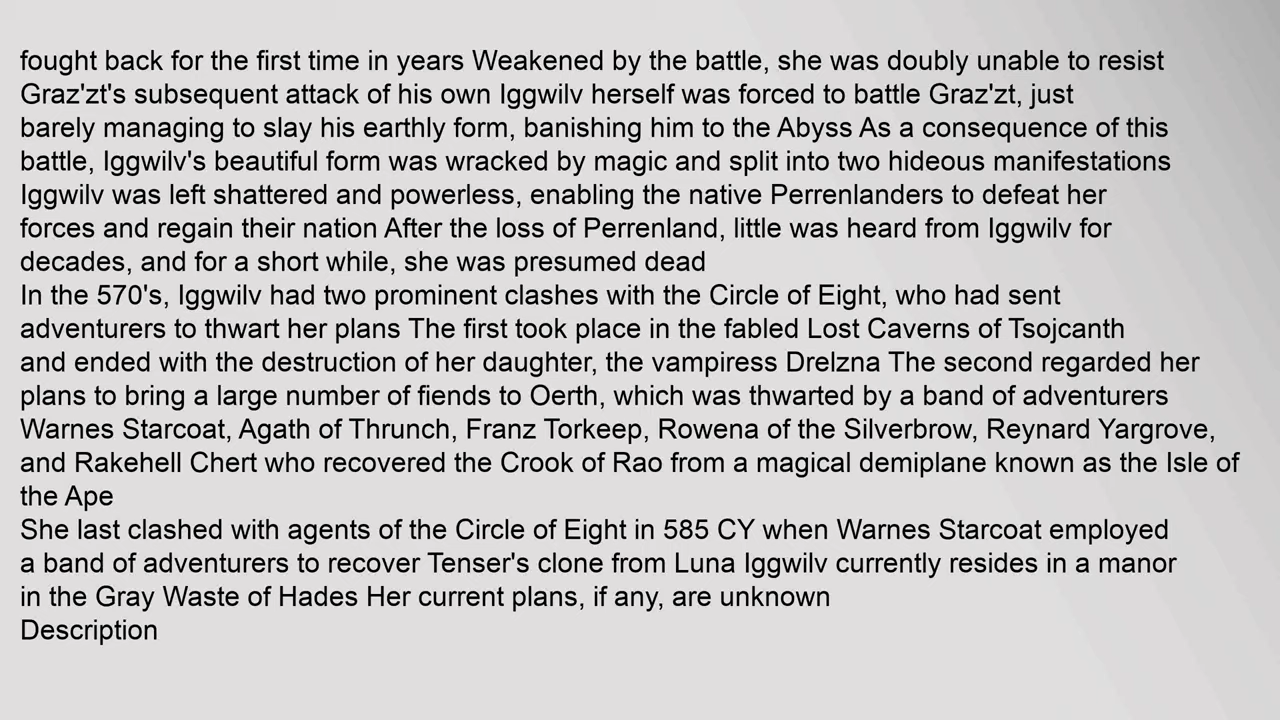 fought back for the first time in years Weakened by the battle, she was doubly unable to resist
Graz'zt's subsequent attack of his own Iggwilv herself was forced to battle Graz'zt, just
barely managing to slay his earthly form, banishing him to the Abyss As a consequence of this
battle, Iggwilv's beautiful form was wracked by magic and split into two hideous manifestations
Iggwilv was left shattered and powerless, enabling the native Perrenlanders to defeat her
forces and regain their nation After the loss of Perrenland, little was heard from Iggwilv for
decades, and for a short while, she was presumed dead
In the 570's, Iggwilv had two prominent clashes with the Circle of Eight, who had sent
adventurers to thwart her plans The first took place in the fabled Lost Caverns of Tsojcanth
and ended with the destruction of her daughter, the vampiress Drelzna The second regarded her
plans to bring a large number of fiends to Oerth, which was thwarted by a band of adventurers
Warnes Starcoat, Agath of Thrunch, Franz Torkeep, Rowena of the Silverbrow, Reynard Yargrove,
and Rakehell Chert who recovered the Crook of Rao from a magical demiplane known as the Isle of
the Ape
She last clashed with agents of the Circle of Eight in 585 CY when Warnes Starcoat employed
a band of adventurers to recover Tenser's clone from Luna Iggwilv currently resides in a manor
in the Gray Waste of Hades Her current plans, if any, are unknown
Description